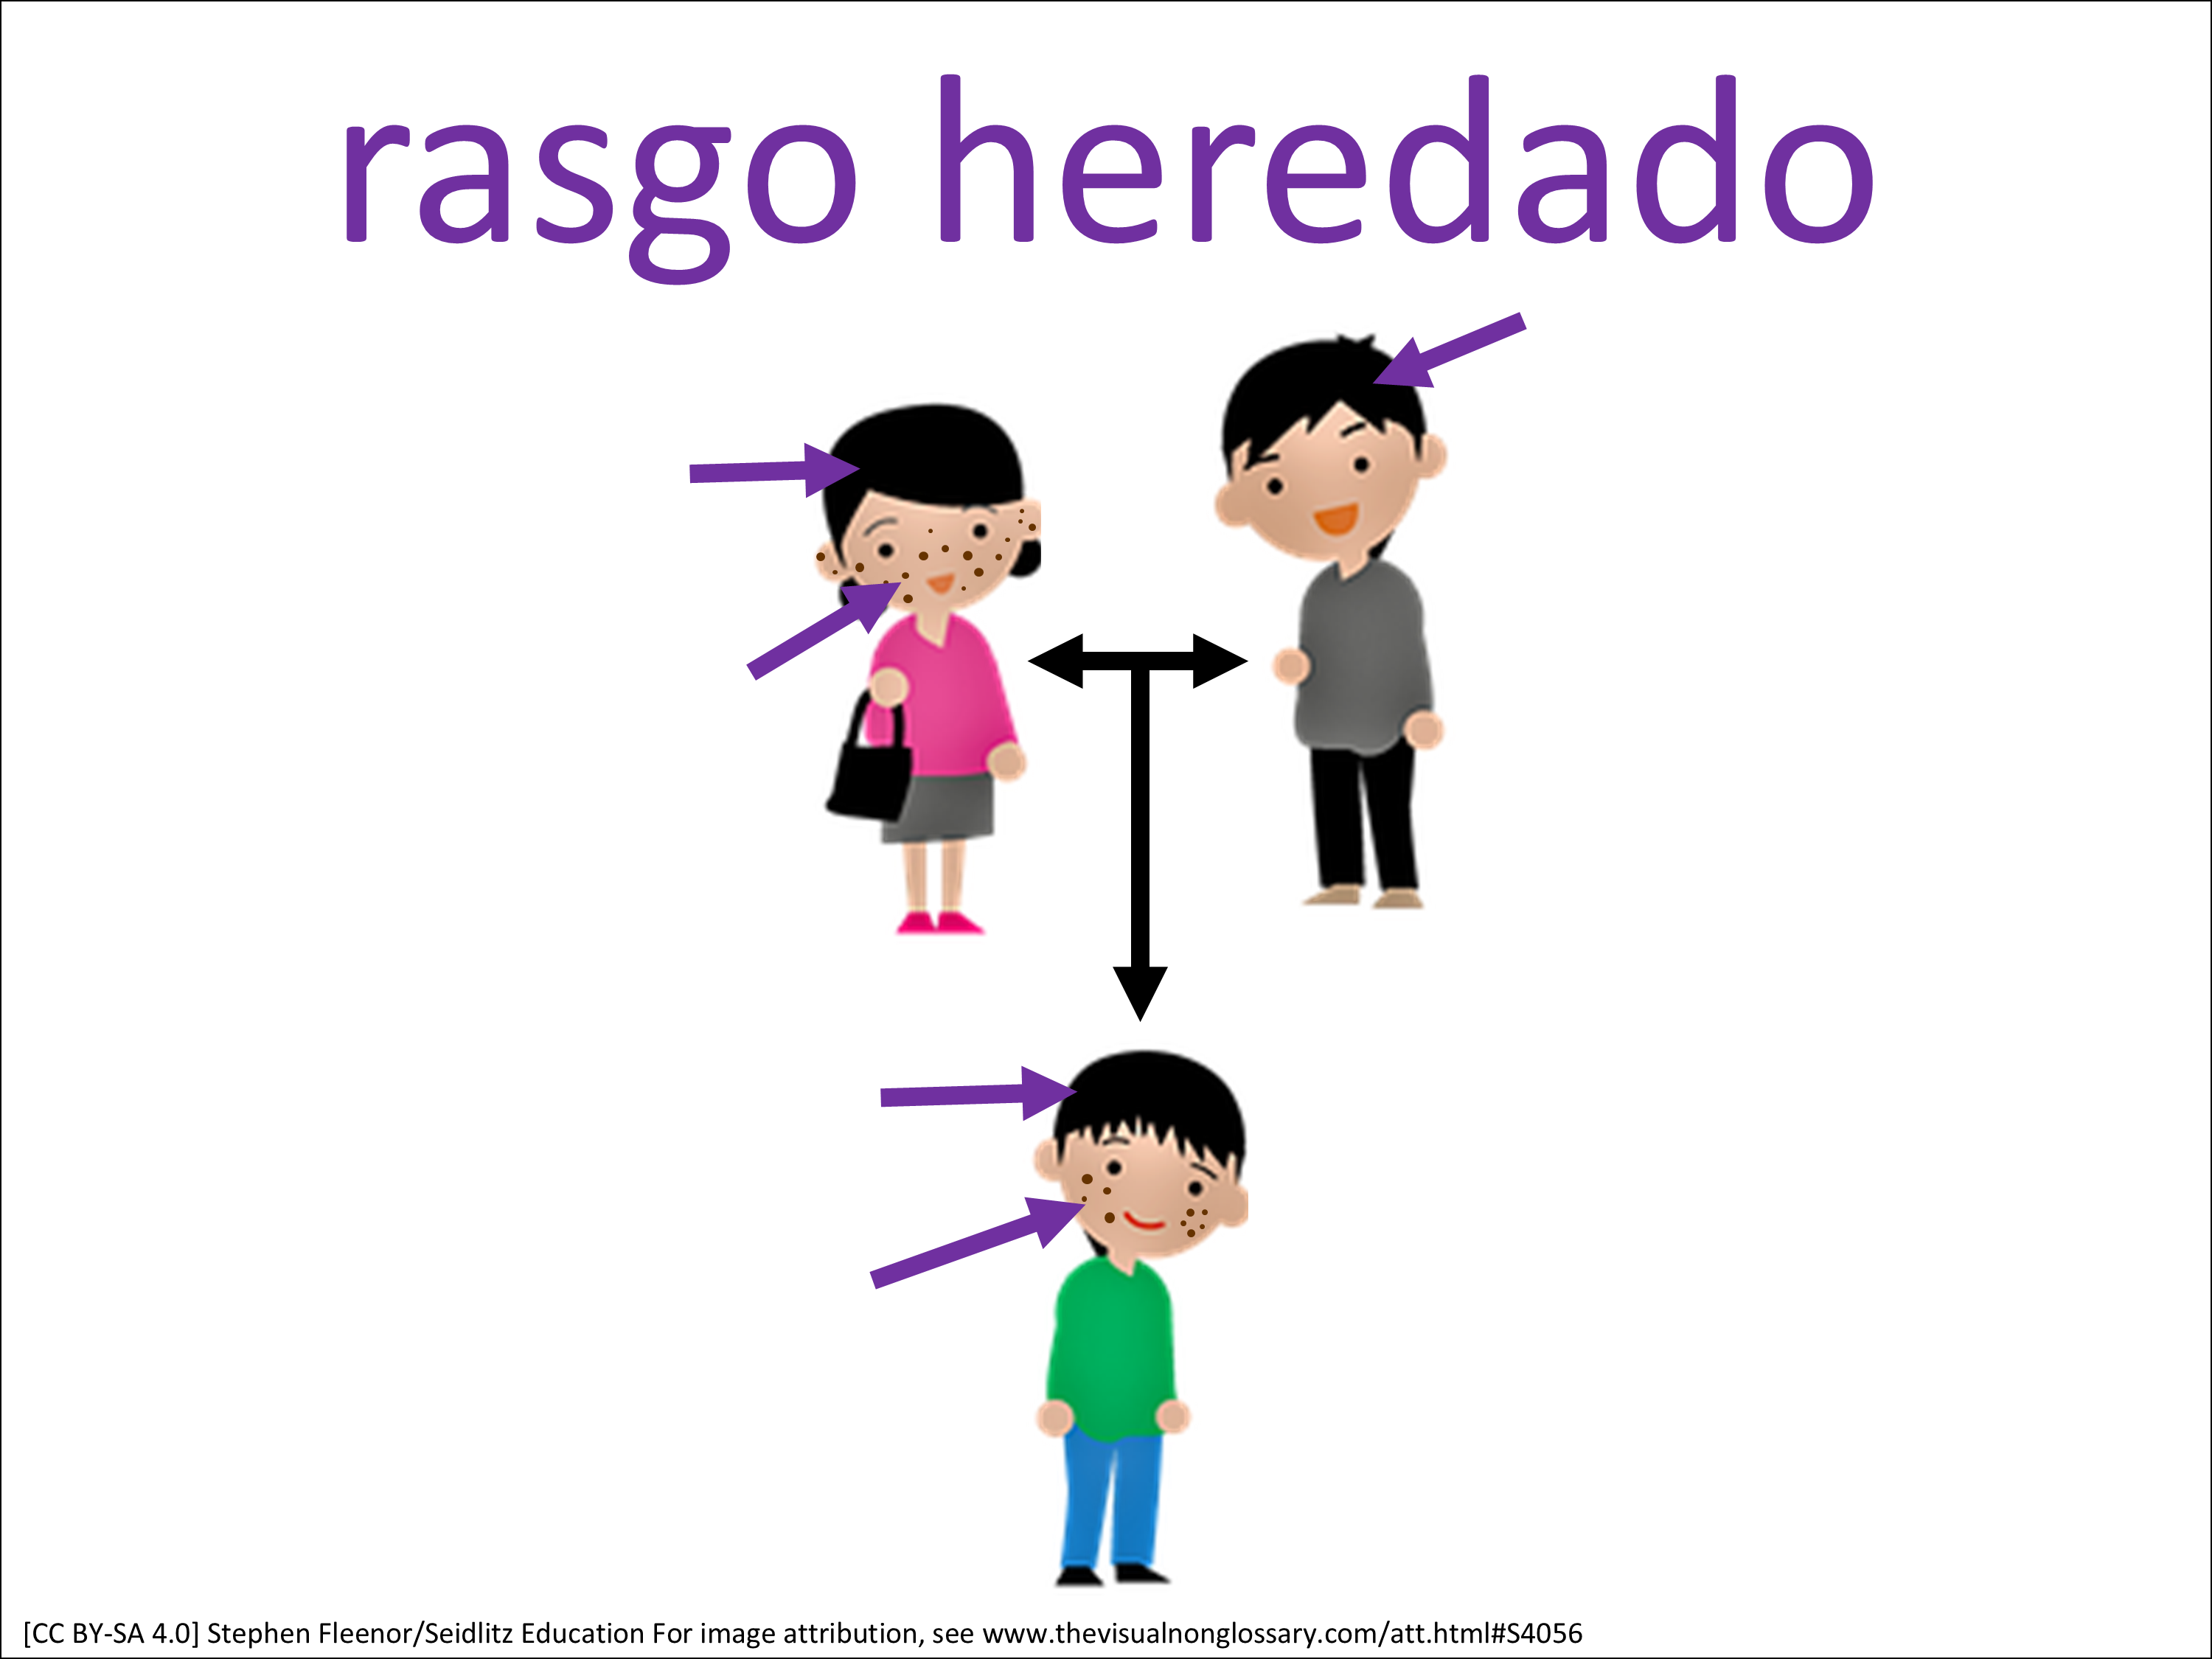 rasgo heredado
[CC BY-SA 4.0] Stephen Fleenor/Seidlitz Education For image attribution, see www.thevisualnonglossary.com/att.html#S4056